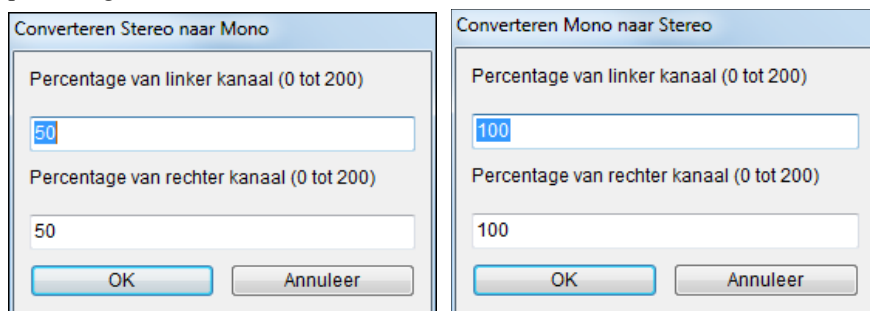 Converteren Stereo naar Mono
Percentage van linker kanaal (0 tot 200)
50
Percentage van rechter kanaal (0 tot 200)
50
OK Annuleer
Converteren Mono naar Stereo
Percentage van linker kanaal (0 tot 200)
100
Percentage van rechter kanaal (0 tot 200)
100
OK Annuleer